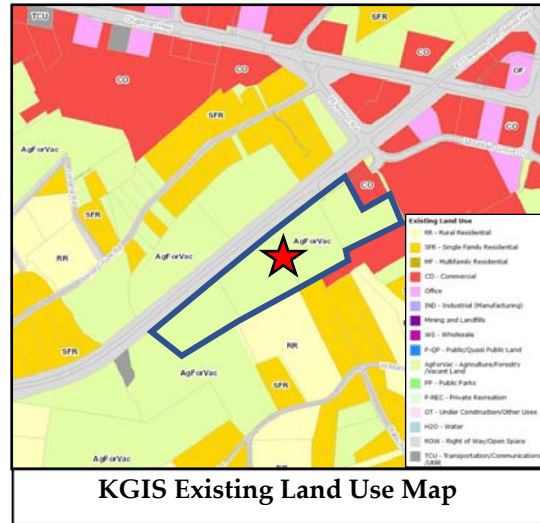 TCU
Chapman Hwy
SFR
CO
CO
OF
CO
SFR
AgForVac
CO
SFR
AgForVac
RR
AgForVac
SFR
RR
AgForVac
SFR
AgForVac
Existing Land Use
RR - Rural Residential
SFR - Single Family Residential
MF - Multifamily Residential
CO - Commercial
Office
IND - Industrial (Manufacturing)
Mining and Landfills
WS - Wholesale
P-QP - Public/Quasi Public Land
AgForVac - Agriculture/Forestry
/Vacant Land
PP - Public Parks
P-REC - Private Recreation
OT - Under Construction/Other Uses
H2O - Water
ROW - Right of Way/Open Space
TCU - Transportation/Communications
/Utilit
KGIS Existing Land Use Map